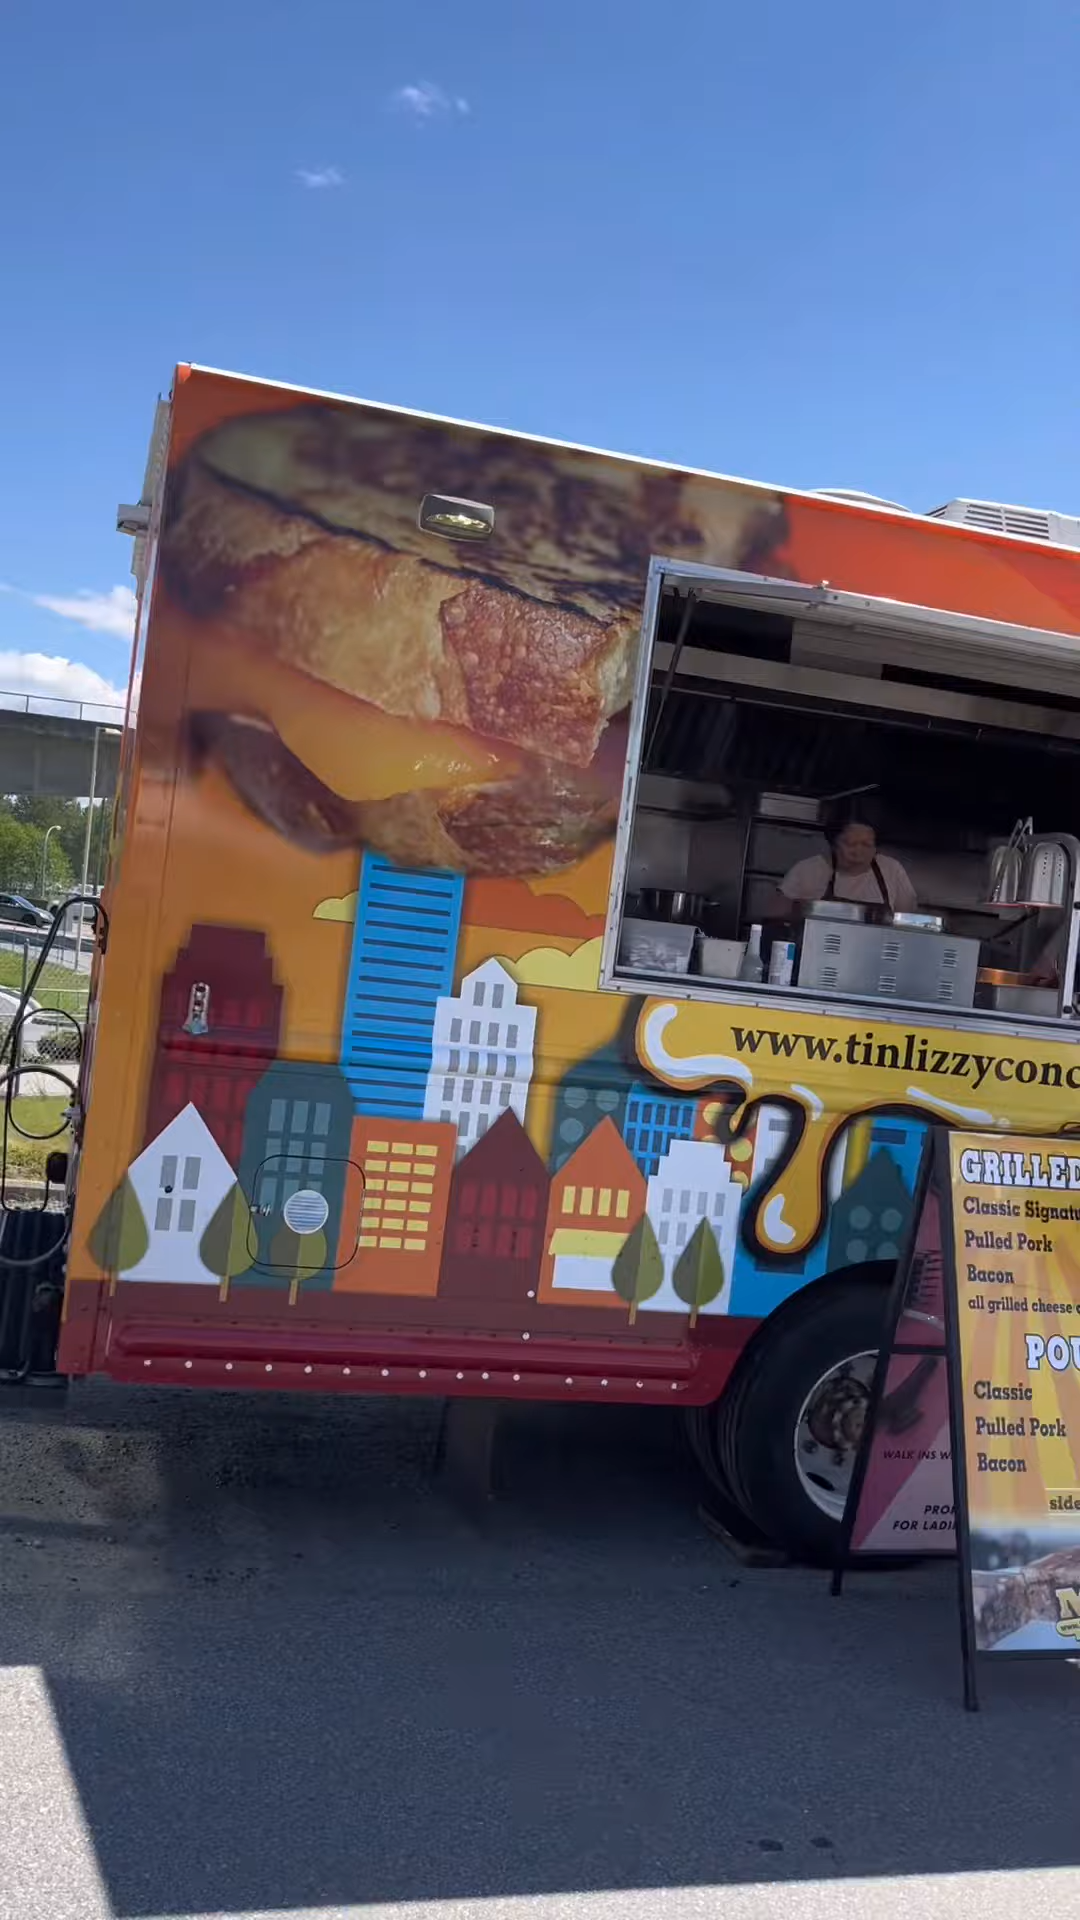 www.tinlizzyconc
GRILLED
Classic Signatu
Pulled Pork
Bacon
all grilled cheese
POU
Classic
Pulled Pork
Bacon
side
WALK INS W
PRO
FOR LADI
M